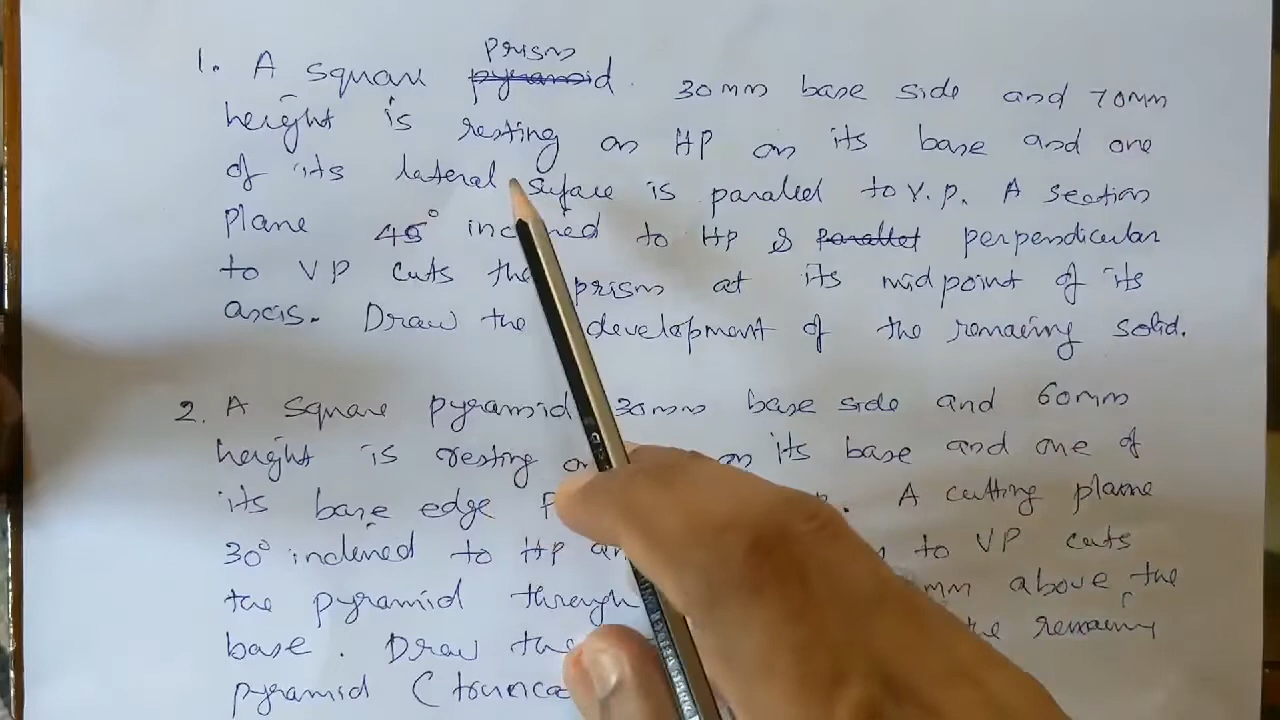 1. A square prism pyramid. 30mm base side and 70mm
height is resting on HP on its base and one
of its lateral surface is parallel to V.P. A section
plane 45° inclined to HP & parallel perpendicular
to VP cuts the prism at its midpoint of its
axis. Draw the development of the remaining solid.
2. A square pyramid 30mm base side and 60mm
height is resting on its base and one of
its base edge A cutting plane
30° inclined to HP to VP cuts
the pyramid through mm above the
base. Draw the the remaining
pyramid